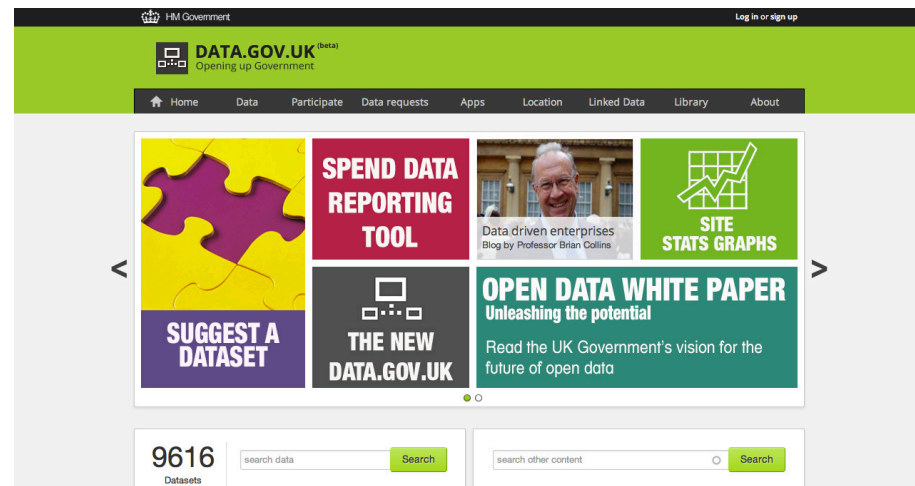 HM Government
Log in or sign up
DATA.GOV.UK (beta)
Opening up Government
Home Data Participate Data requests Apps Location Linked Data Library About
SUGGEST A
DATASET
SPEND DATA
REPORTING
TOOL
Data driven enterprises
Blog by Professor Brian Collins
SITE
STATS GRAPHS
THE NEW
DATA.GOV.UK
OPEN DATA WHITE PAPER
Unleashing the potential
Read the UK Government's vision for the
future of open data
<
>
9616
Datasets
search data
Search
search other content
Search